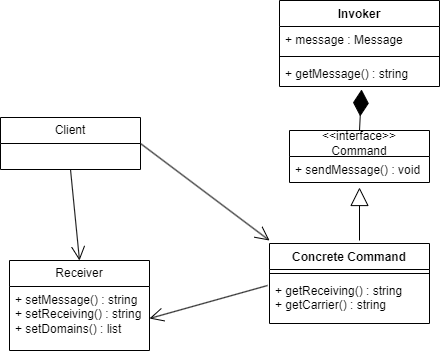 Invoker
+ message : Message
+ getMessage() : string
Client
<<interface>>
Command
+ sendMessage() : void
Receiver
+ setMessage() : string
+ setReceiving() : string
+ setDomains() : list
Concrete Command
+ getReceiving() : string
+ getCarrier() : string